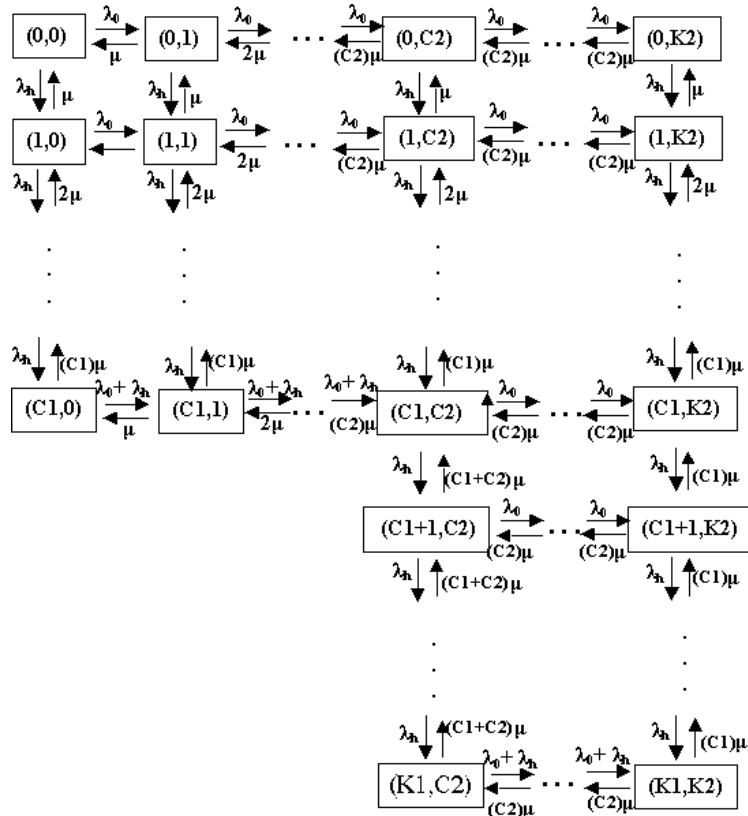 λ₀ λ₀ λ₀ λ₀ λ₀
(0,0) (0,1) ... (0,C2) ... (0,K2)
μ 2μ (C2)μ (C2)μ (C2)μ
λₕ μ λₕ μ λₕ μ λₕ μ
λ₀ λ₀ λ₀ λ₀ λ₀
(1,0) (1,1) ... (1,C2) ... (1,K2)
2μ (C2)μ (C2)μ (C2)μ
λₕ 2μ λₕ 2μ λₕ 2μ λₕ 2μ
λₕ (C1)μ λₕ (C1)μ λₕ (C1)μ λₕ (C1)μ
λ₀+ λₕ λ₀+ λₕ λ₀+ λₕ λ₀ λ₀
(C1,0) (C1,1) ... (C1,C2) ... (C1,K2)
μ 2μ (C2)μ (C2)μ (C2)μ
λₕ (C1+C2)μ λₕ (C1)μ
λ₀ λ₀
(C1+1,C2) ... (C1+1,K2)
(C2)μ (C2)μ
λₕ (C1+C2)μ λₕ (C1)μ
λₕ (C1+C2)μ λₕ (C1)μ
λ₀+ λₕ λ₀+ λₕ
(K1,C2) ... (K1,K2)
(C2)μ (C2)μ